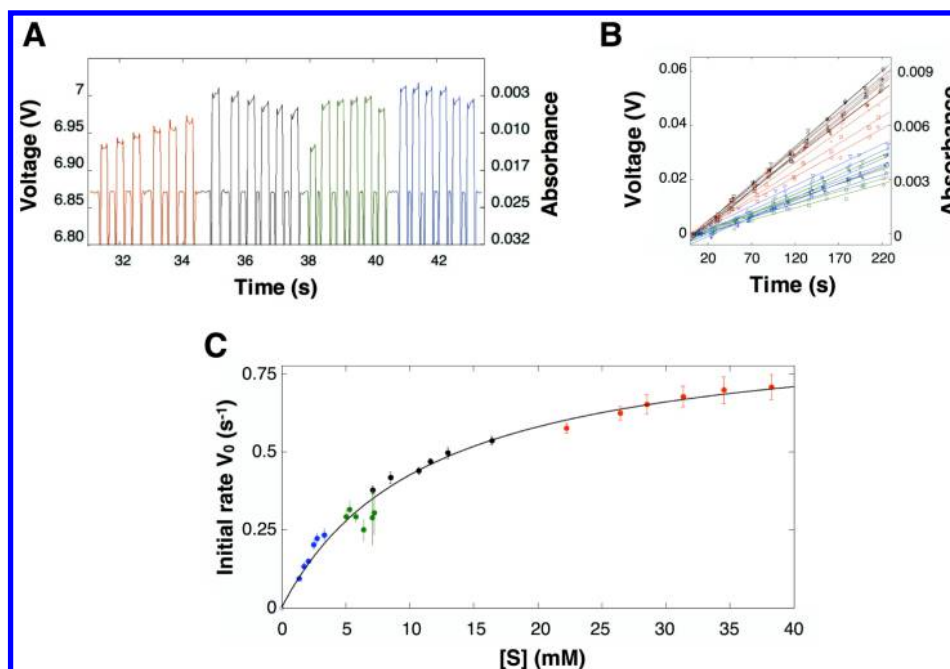 A
Voltage (V)
7
6.95
6.90
6.85
6.80
0.003
0.010
0.017
0.025
0.032
Absorbance
32 34 36 38 40 42
Time (s)
B
Voltage (V)
0.06
0.04
0.02
0
0.009
0.006
0.003
0
Absorbance
20 70 120 170 220
Time (s)
C
Initial rate V₀ (s⁻¹)
0.75
0.5
0.25
0
0 5 10 15 20 25 30 35 40
[S] (mM)